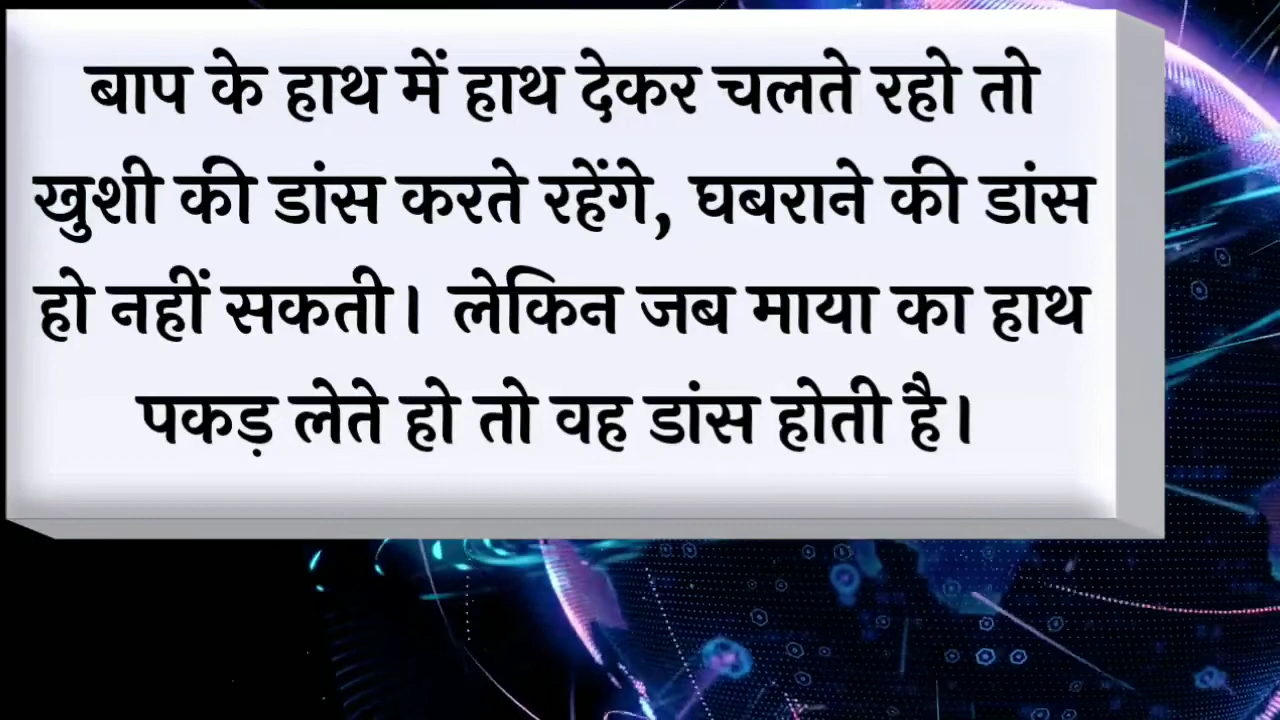 बाप के हाथ में हाथ देकर चलते रहो तो
खुशी की डांस करते रहेंगे, घबराने की डांस
हो नहीं सकती। लेकिन जब माया का हाथ
पकड़ लेते हो तो वह डांस होती है।